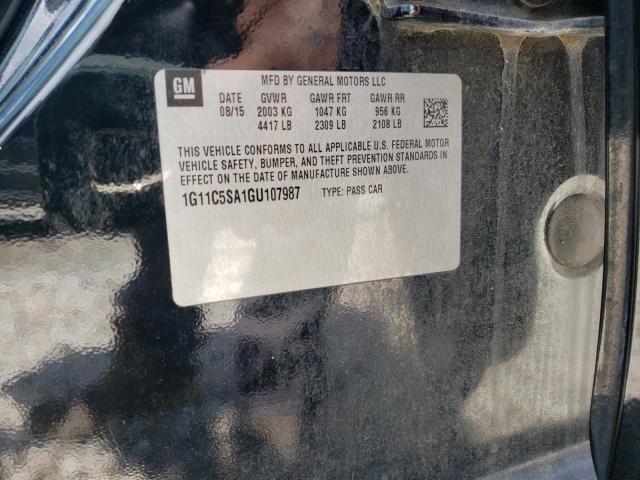 GM
MFD BY GENERAL MOTORS LLC
DATE GVWR GAWR FRT GAWR RR
08/15 2003 KG 1047 KG 956 KG
4417 LB 2309 LB 2108 LB
THIS VEHICLE CONFORMS TO ALL APPLICABLE U.S. FEDERAL MOTOR
VEHICLE SAFETY, BUMPER, AND THEFT PREVENTION STANDARDS IN
EFFECT ON THE DATE OF MANUFACTURE SHOWN ABOVE.
1G11C5SA1GU107987 TYPE: PASS CAR